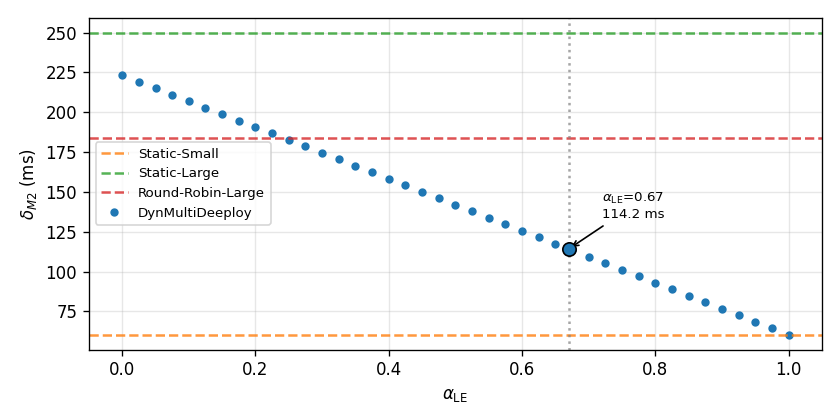 250
225
200
175
150
125
100
75
δM2 (ms)
Static-Small
Static-Large
Round-Robin-Large
DynMultiDeeploy
αLE=0.67
114.2 ms
0.0 0.2 0.4 0.6 0.8 1.0
αLE